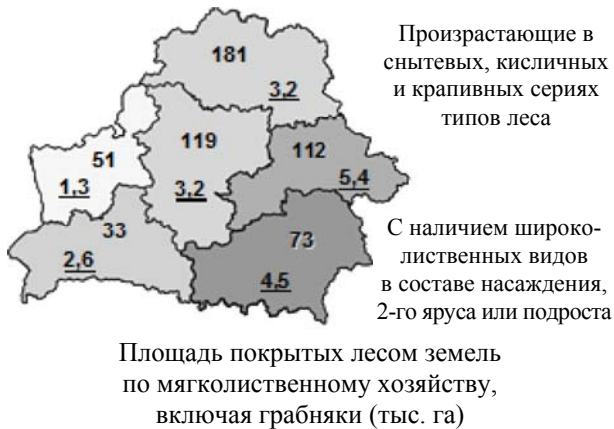 181
3,2
Произрастающие в
снытевых, кисличных
и крапивных сериях
типов леса
119
3,2
112
5,4
51
1,3
33
2,6
73
4,5
С наличием широко-
лиственных видов
в составе насаждения,
2-го яруса или подроста
Площадь покрытых лесом земель
по мягколиственному хозяйству,
включая грабняки (тыс. га)